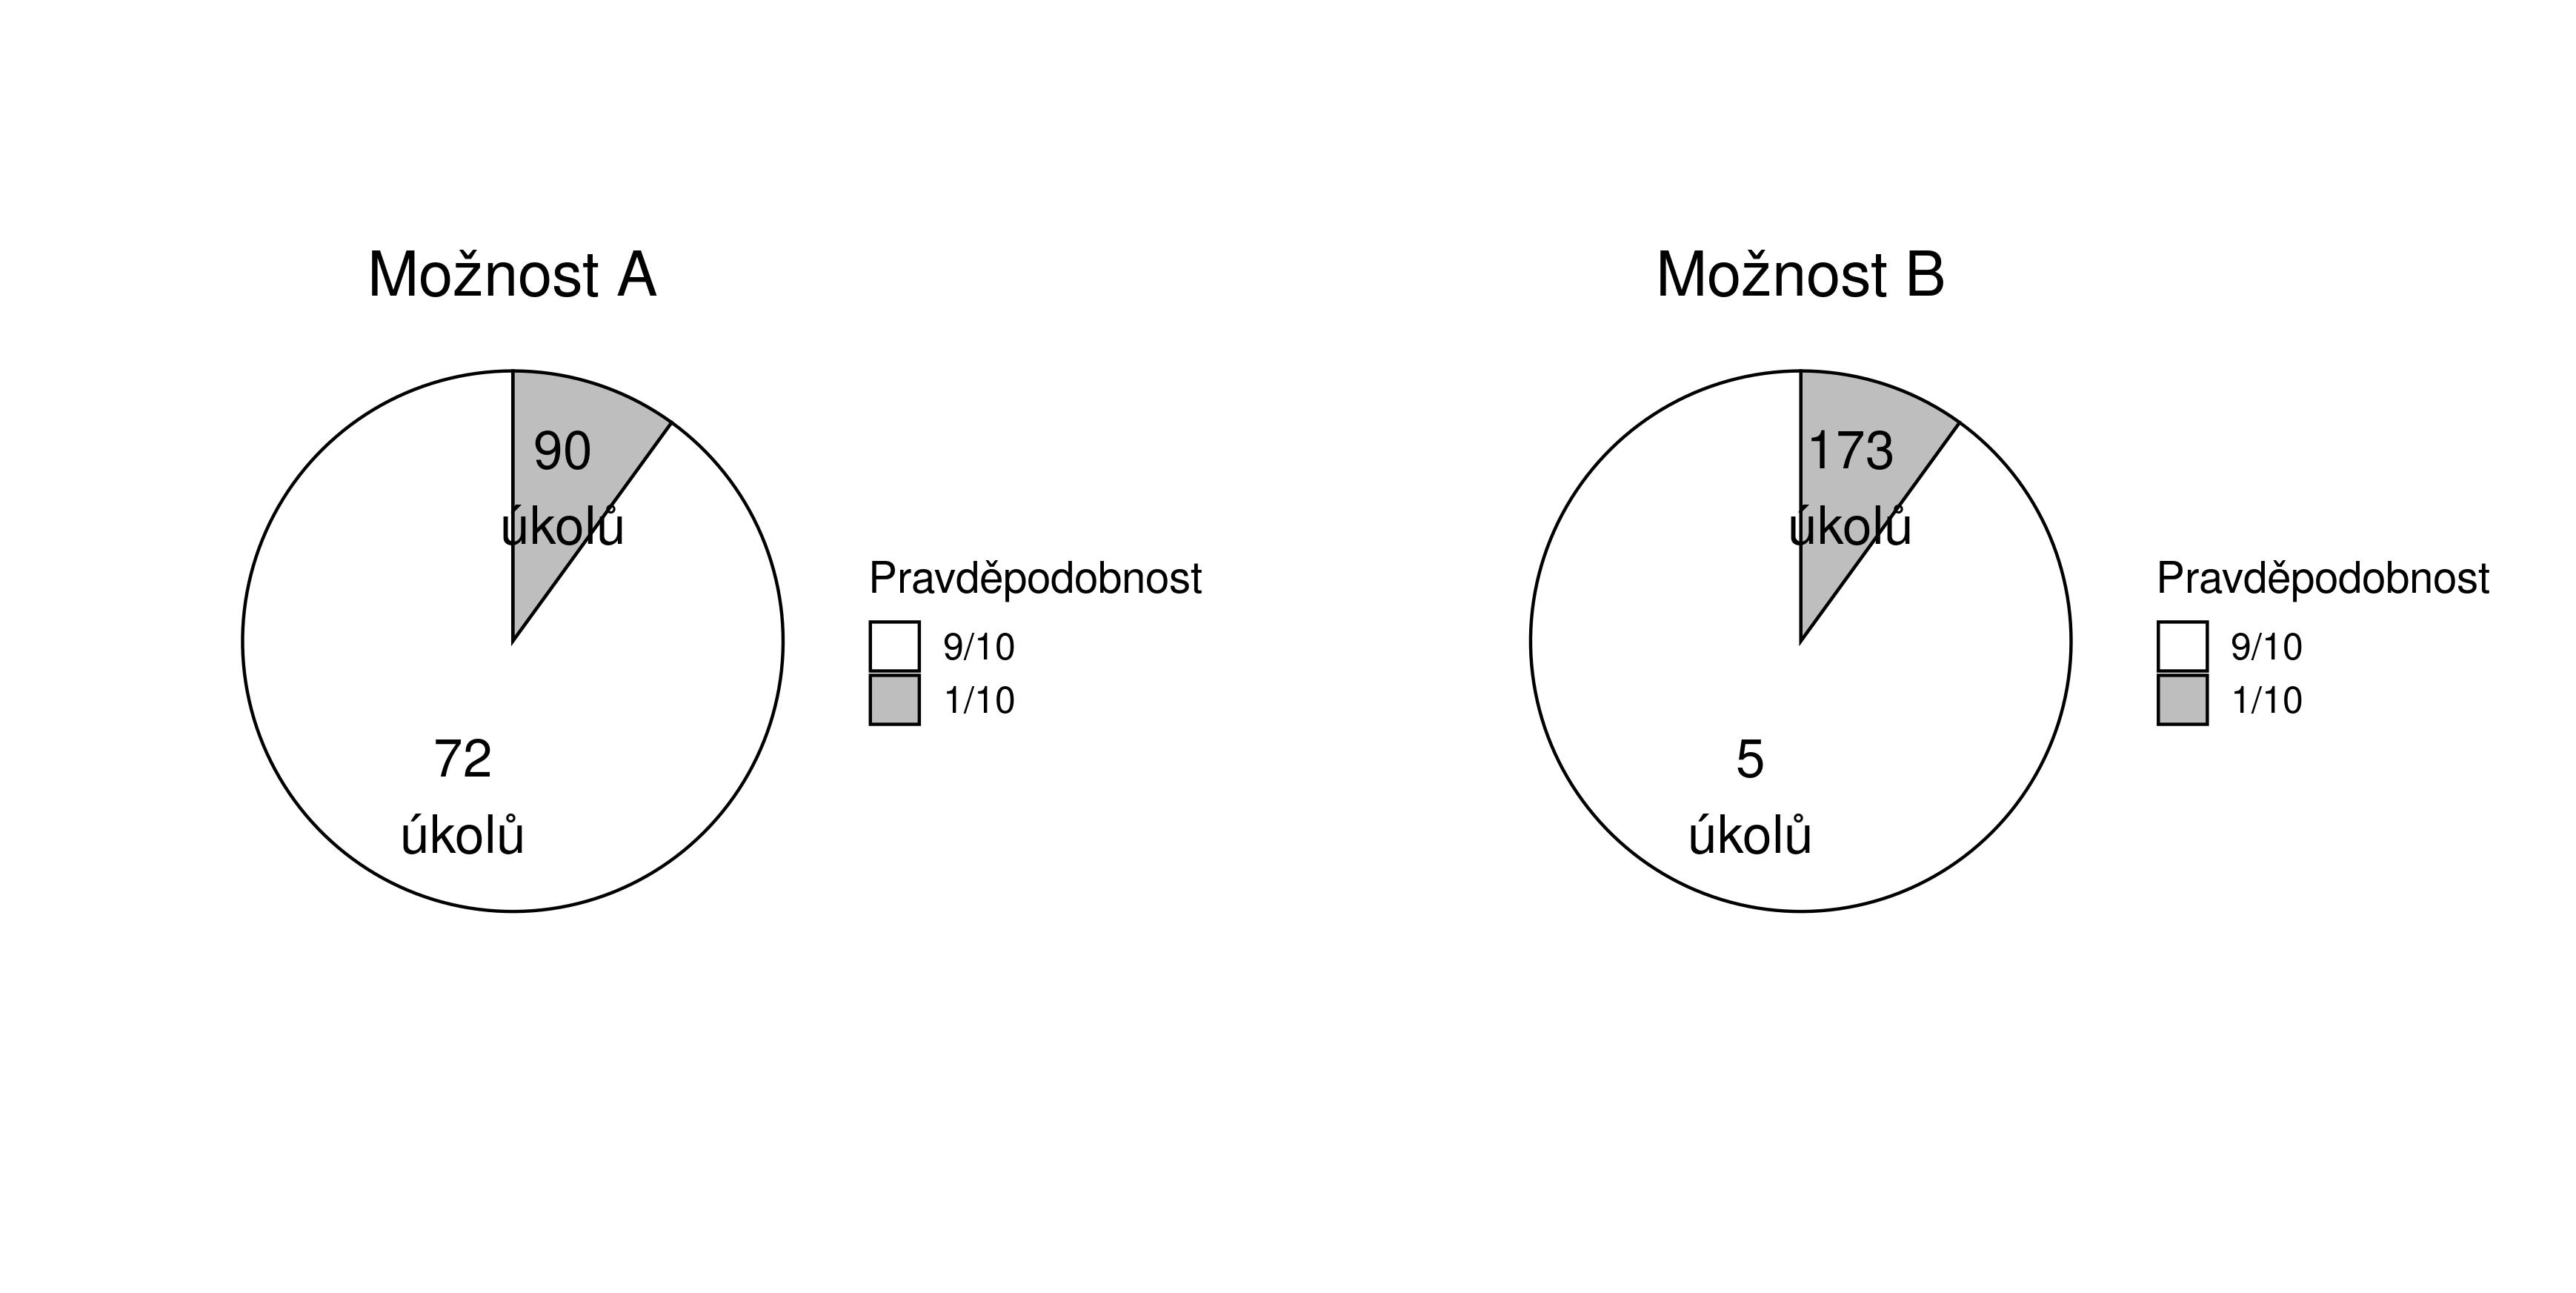 Možnost A
90
úkolů
72
úkolů
Pravděpodobnost
9/10
1/10
Možnost B
173
úkolů
5
úkolů
Pravděpodobnost
9/10
1/10